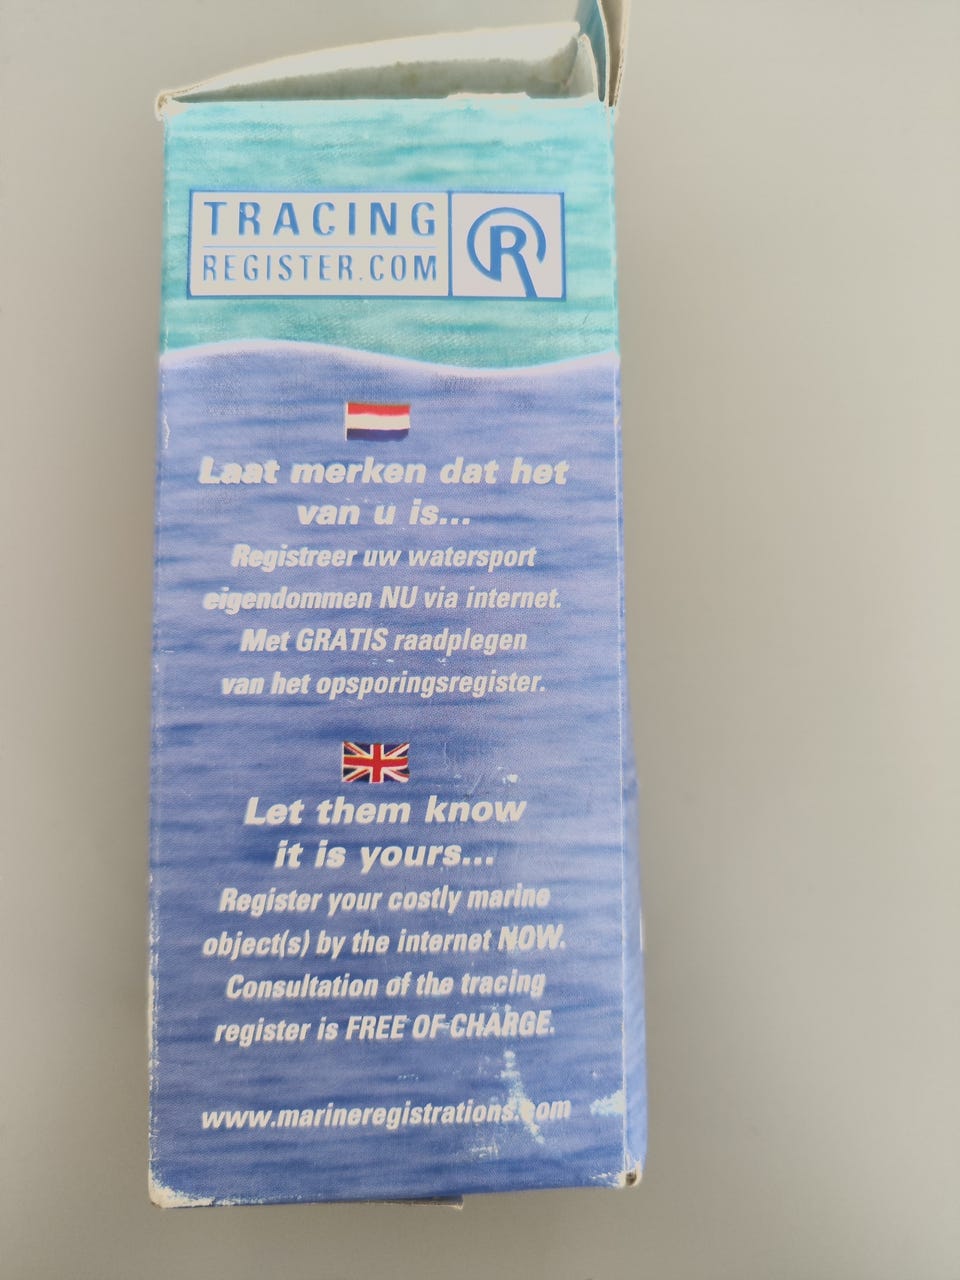 TRACING
REGISTER.COM
R
Laat merken dat het
van u is...
Registreer uw watersport
eigendommen NU via internet.
Met GRATIS raadplegen
van het opsporingsregister.
Let them know
it is yours...
Register your costly marine
object(s) by the internet NOW.
Consultation of the tracing
register is FREE OF CHARGE.
www.marineregistrations.com